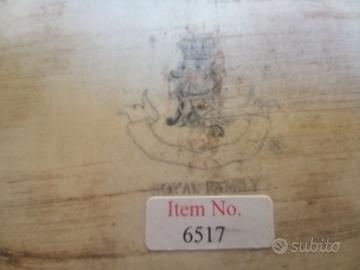 ROYAL FAMILY
Item No.
6517
subito